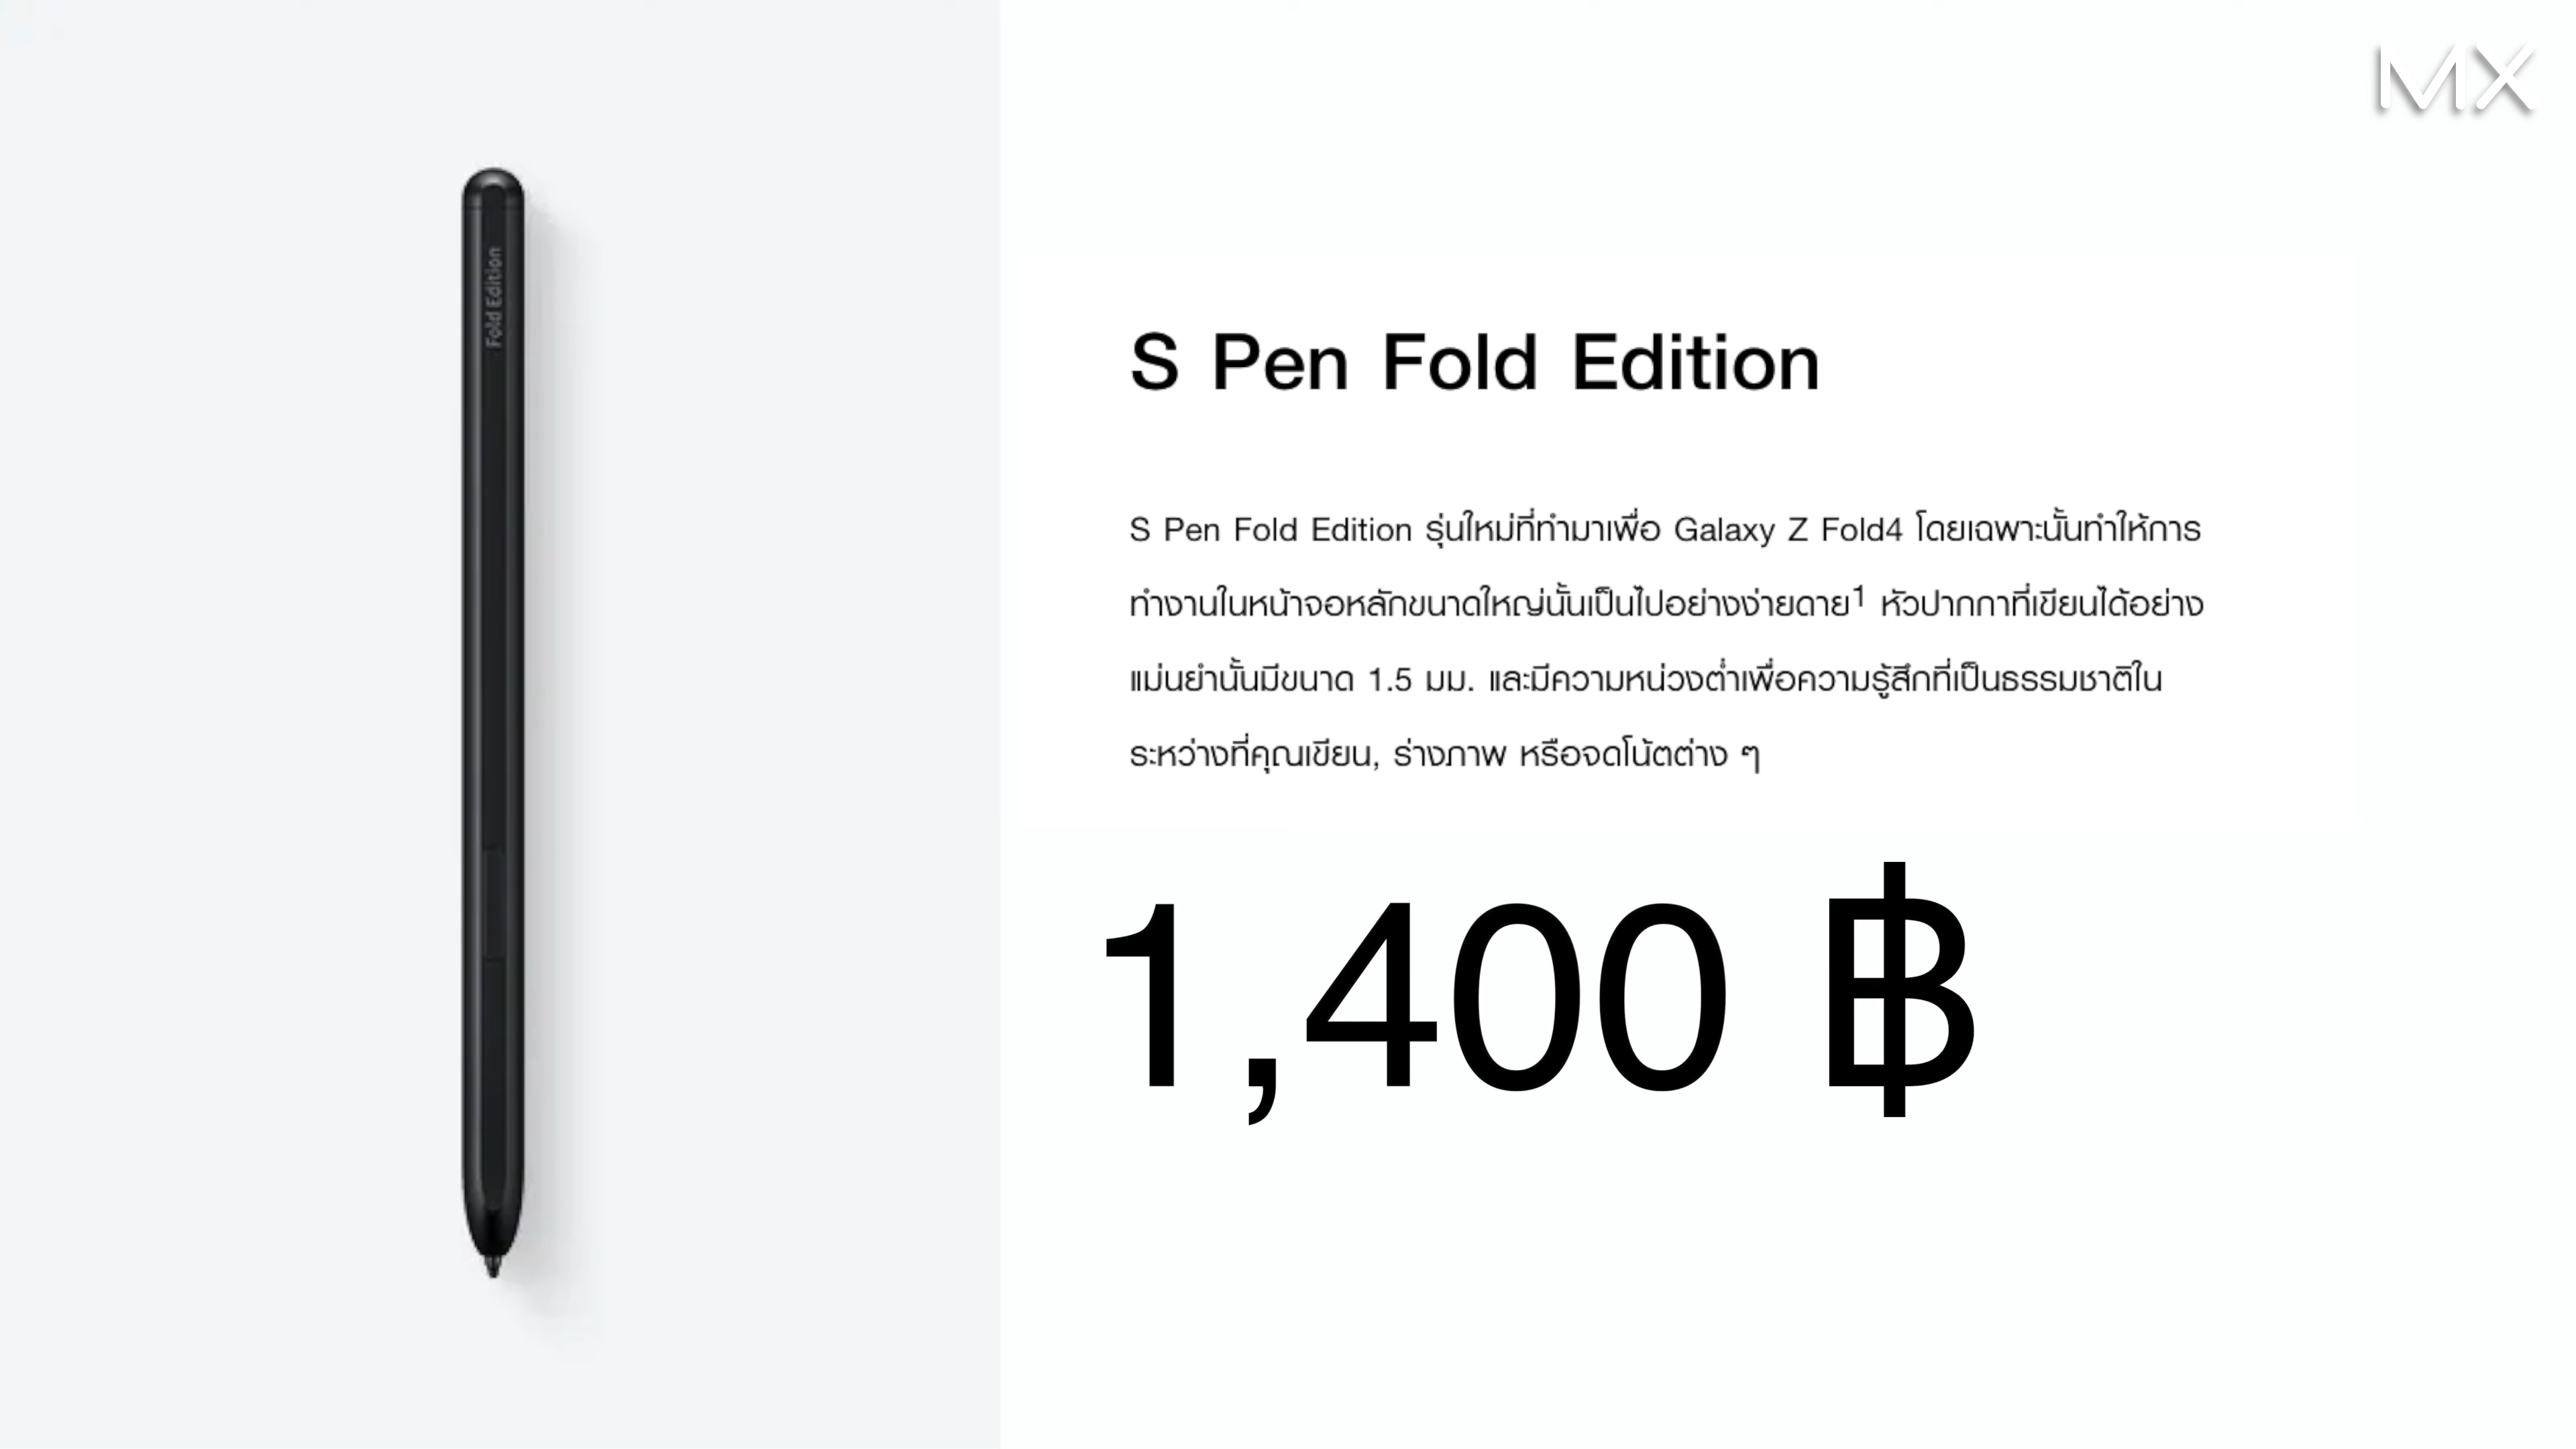 MX
Fold Edition
S Pen Fold Edition
S Pen Fold Edition รุ่นใหม่ที่ทำมาเพื่อ Galaxy Z Fold4 โดยเฉพาะนั้นทำให้การ
ทำงานในหน้าจอหลักขนาดใหญ่นั้นเป็นไปอย่างง่ายดาย¹ หัวปากกาที่เขียนได้อย่าง
แม่นยำนั้นมีขนาด 1.5 มม. และมีความหน่วงต่ำเพื่อความรู้สึกที่เป็นธรรมชาติใน
ระหว่างที่คุณเขียน, ร่างภาพ หรือจดโน้ตต่าง ๆ
1,400 ฿